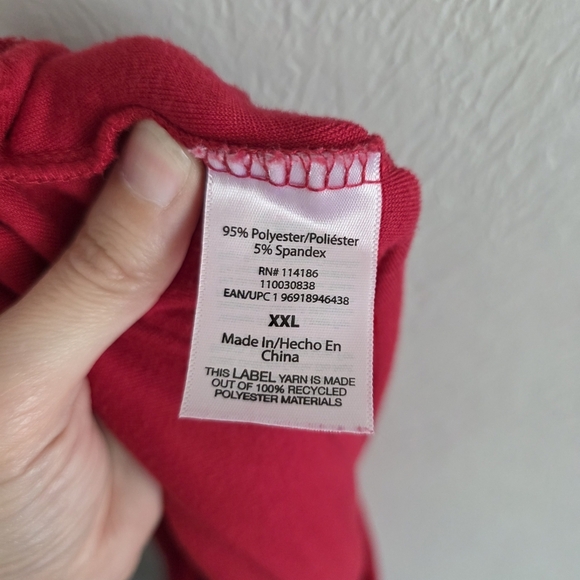 95% Polyester/Poliéster
5% Spandex
RN# 114186
110030838
EAN/UPC 1 96918946438
XXL
Made In/Hecho En
China
THIS LABEL YARN IS MADE
OUT OF 100% RECYCLED
POLYESTER MATERIALS